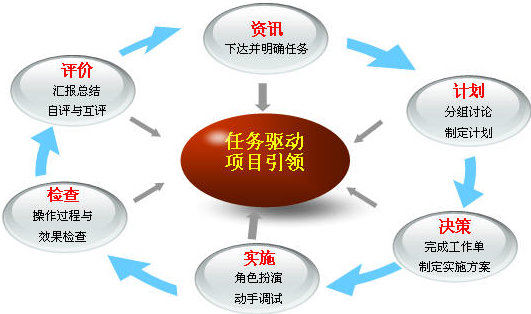 资讯
下达并明确任务
计划
分组讨论
制定计划
决策
完成工作单
制定实施方案
实施
角色扮演
动手调试
检查
操作过程与
效果检查
评价
汇报总结
自评与互评
任务驱动
项目引领